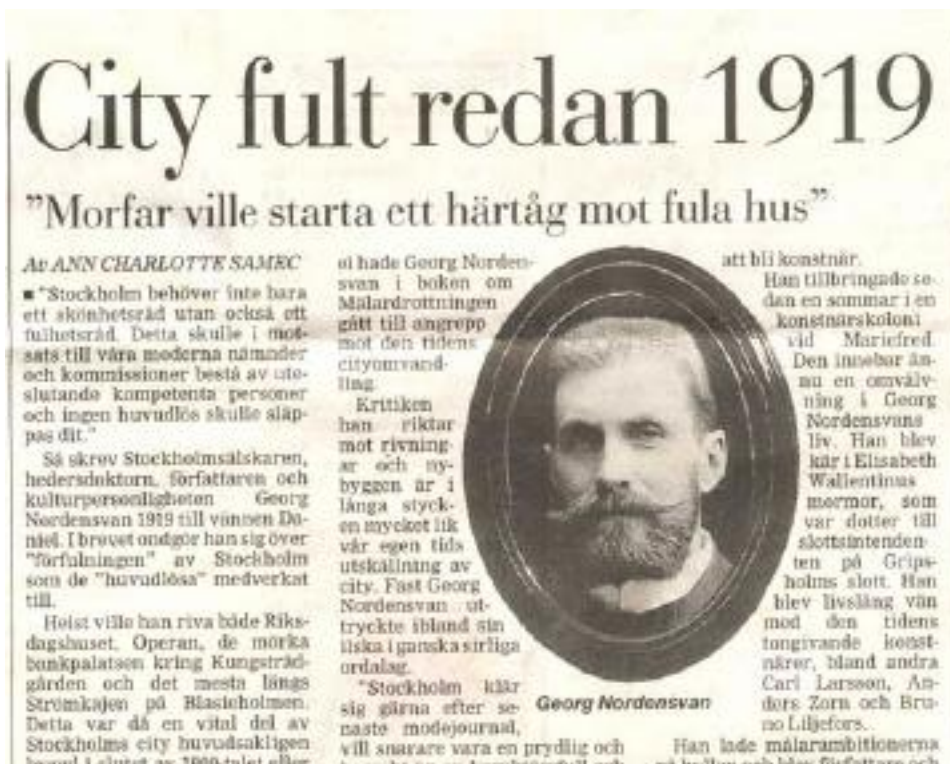 City fult redan 1919
"Morfar ville starta ett härtåg mot fula hus"
Av ANN CHARLOTTE SAMEC
■ "Stockholm behöver inte bara
ett skönhetsråd utan också ett
fulhetsråd. Detta skulle i mot-
sats till våra moderna nämnder
och kommissioner bestå av ute-
slutande kompetenta personer
och ingen huvudlös skulle släp-
pas dit."
Så skrev Stockholmsälskaren,
hedersdoktorn, författaren och
kulturpersonligheten Georg
Nordensvan 1919 till vännen Da-
niel. I brevet ondgör han sig över
"förfulningen" av Stockholm
som de "huvudlösa" medverkat
till.
Helst ville han riva både Riks-
dagshuset, Operan, de mörka
bankpalatsen kring Kungsträd-
gården och det mesta längs
Strömkajen på Blasieholmen.
Detta var då en vital del av
Stockholms city huvudsakligen
hade Georg Norden-
svan i boken om
Mälardrottningen
gått till angrepp
mot den tidens
cityomvand-
ling.
Kritiken
han riktar
mot rivning-
ar och ny-
byggen är i
långa styck-
en mycket lik
vår egen tids
utskällning av
city. Fast Georg
Nordensvan ut-
tryckte ibland sin
ilska i ganska sirliga
ordalag.
"Stockholm klär
sig gärna efter se-
naste modejournal,
vill snarare vara en prydlig och
Georg Nordensvan
att bli konstnär.
Han tillbringade se-
dan en sommar i en
konstnärskoloni
vid Mariefred.
Den innebar än-
nu en omvälv-
ning i Georg
Nordensvans
liv. Han blev
kär i Elisabeth
Wallentinus
mormor, som
var dotter till
slottsintenden-
ten på Grips-
holms slott. Han
blev livslång vän
med den tidens
tongivande konst-
närer, bland andra
Carl Larsson, An-
ders Zorn och Bru-
no Liljefors.
Han lade målarambitionerna
på hyllan och blev författare och